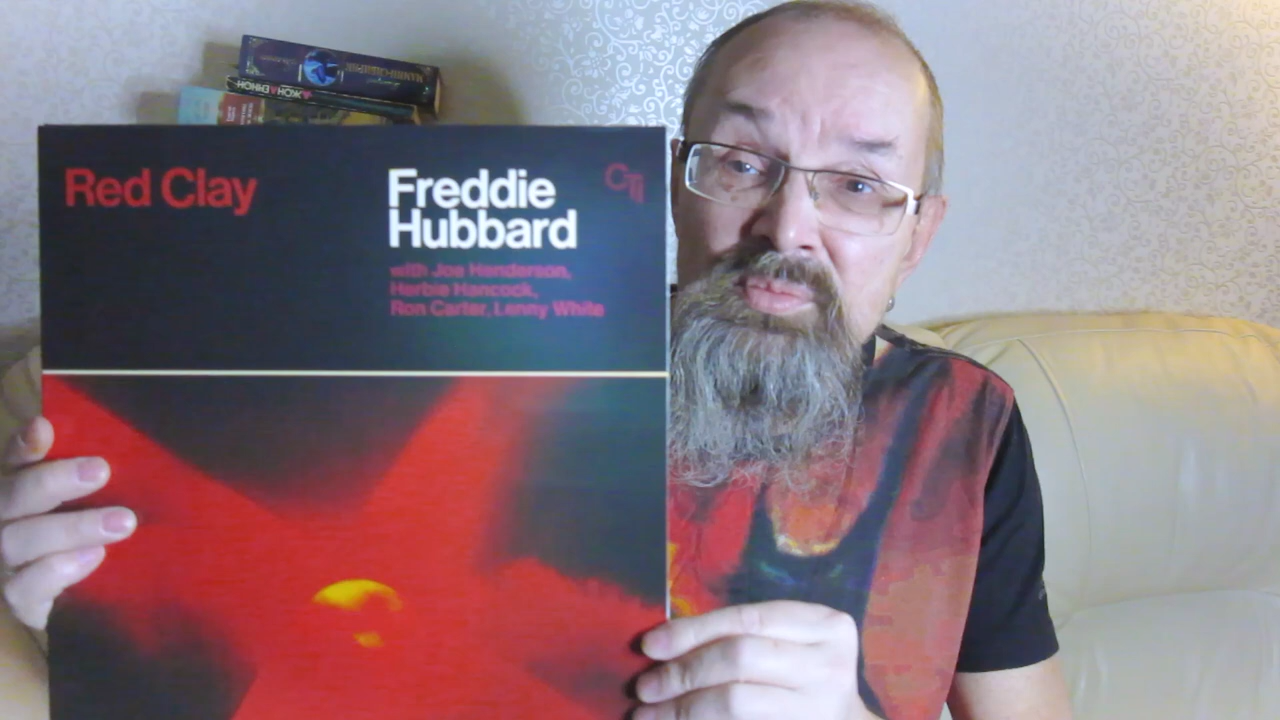 Red Clay
Freddie
Hubbard
CTi
with Joe Henderson,
Herbie Hancock,
Ron Carter, Lenny White